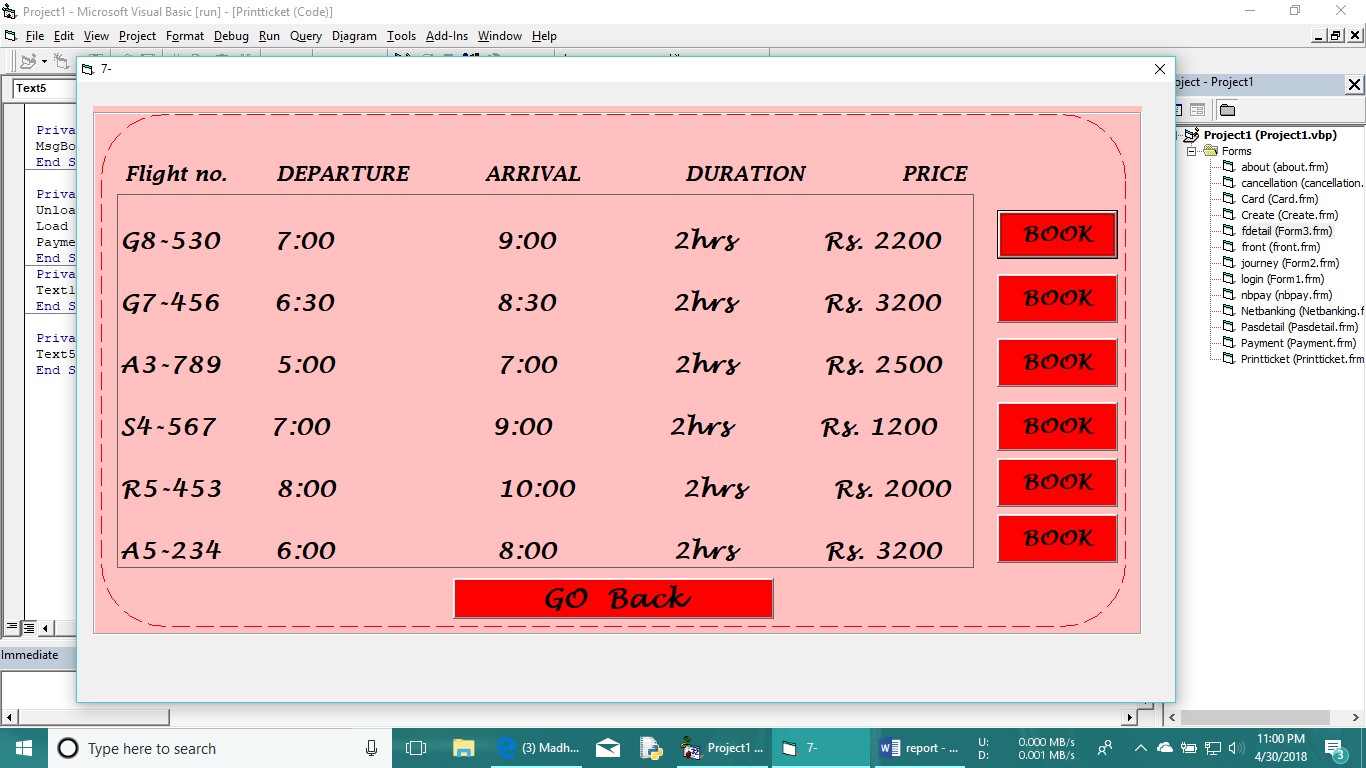 Project1 - Microsoft Visual Basic [run] - [Printticket (Code)]
File Edit View Project Format Debug Run Query Diagram Tools Add-Ins Window Help
7-
Text5
oject - Project1
Flight no. DEPARTURE ARRIVAL DURATION PRICE
G8-530 7:00 9:00 2hrs Rs. 2200 BOOK
G7-456 6:30 8:30 2hrs Rs. 3200 BOOK
A3-789 5:00 7:00 2hrs Rs. 2500 BOOK
S4-567 7:00 9:00 2hrs Rs. 1200 BOOK
R5-453 8:00 10:00 2hrs Rs. 2000 BOOK
A5-234 6:00 8:00 2hrs Rs. 3200 BOOK
GO Back
Priva
MsgBo
End S
Priva
Unloa
Load
Payme
End S
Priva
Text1
End S
Priva
Text5
End S
Immediate
Project1 (Project1.vbp)
Forms
about (about.frm)
cancellation (cancellation.
Card (Card.frm)
Create (Create.frm)
fdetail (Form3.frm)
front (front.frm)
journey (Form2.frm)
login (Form1.frm)
nbpay (nbpay.frm)
Netbanking (Netbanking.f
Pasdetail (Pasdetail.frm)
Payment (Payment.frm)
Printticket (Printticket.frm
Type here to search
(3) Madh...
Project1 ...
7-
report - ...
U: 0.000 MB/s
D: 0.001 MB/s
11:00 PM
4/30/2018
3